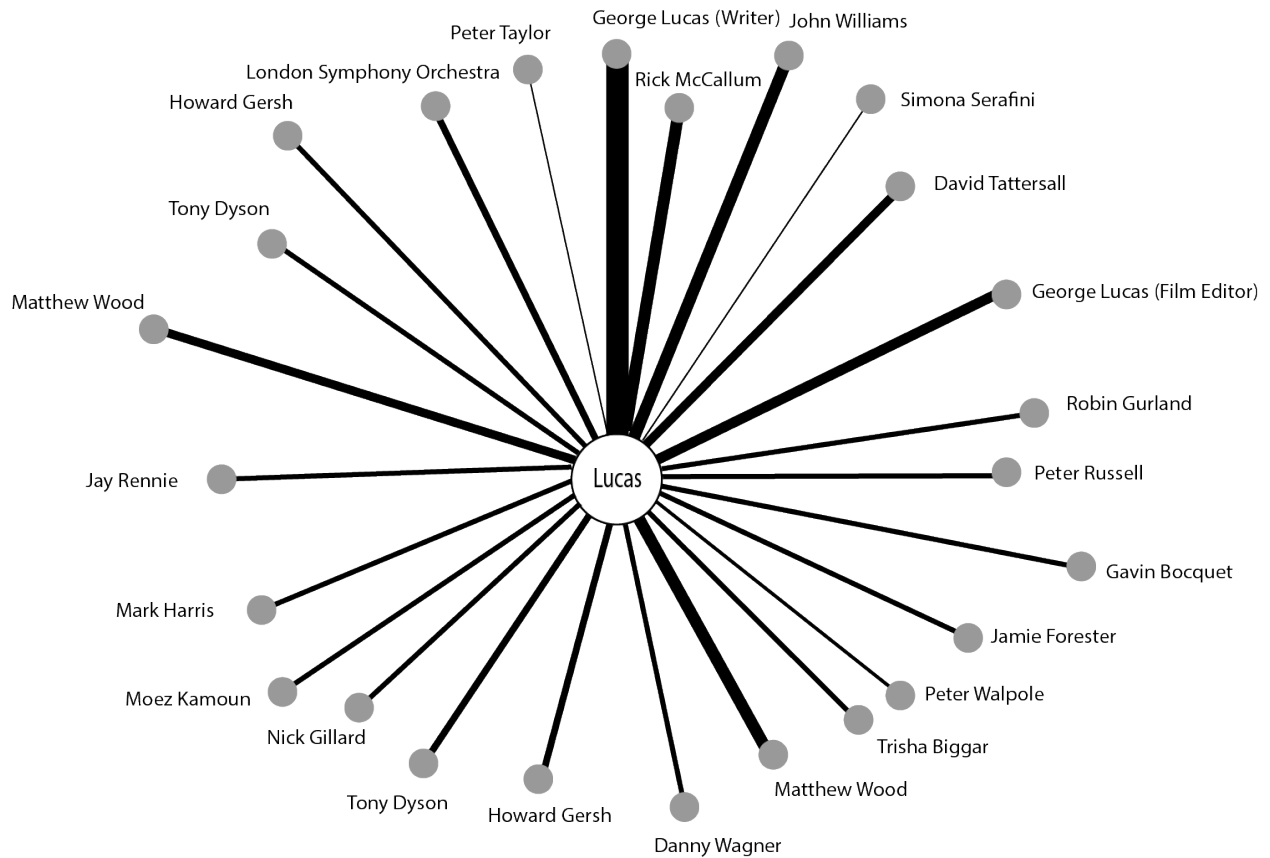 George Lucas (Writer)
John Williams
Peter Taylor
London Symphony Orchestra
Rick McCallum
Howard Gersh
Simona Serafini
David Tattersall
Tony Dyson
George Lucas (Film Editor)
Matthew Wood
Robin Gurland
Peter Russell
Lucas
Jay Rennie
Gavin Bocquet
Mark Harris
Jamie Forester
Peter Walpole
Moez Kamoun
Nick Gillard
Trisha Biggar
Matthew Wood
Tony Dyson
Howard Gersh
Danny Wagner